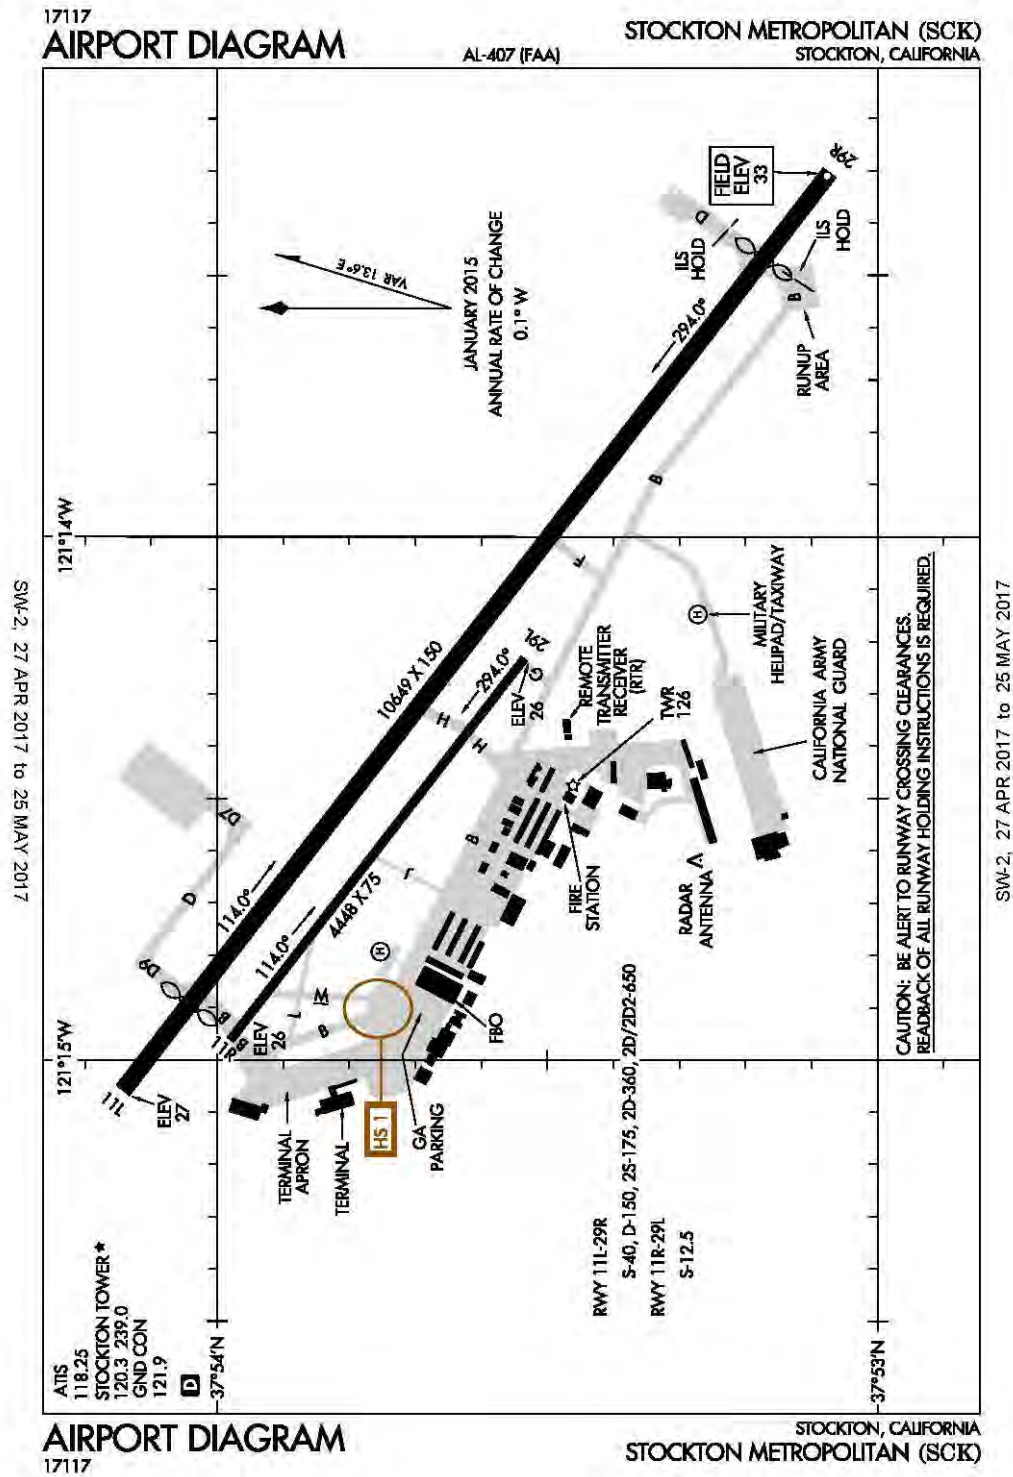 17117
AIRPORT DIAGRAM
AL-407 (FAA)
STOCKTON METROPOLITAN (SCK)
STOCKTON, CALIFORNIA
FIELD
ELEV
33
29R
D
ILS
HOLD
ILS
HOLD
B
RUNUP
AREA
294.0°
VAR 13.6° E
JANUARY 2015
ANNUAL RATE OF CHANGE
0.1° W
121°14'W
B
F
H
MILITARY
HELIPAD/TAXIWAY
CALIFORNIA ARMY
NATIONAL GUARD
10649 X 150
29L
294.0°
G
ELEV
26
H
H
REMOTE
TRANSMITTER
RECEIVER
(RTR)
TWR
126
D7
D
D9
114.0°
114.0°
4448 X 75
J
B
FIRE
STATION
RADAR
ANTENNA
H
M
L
B
B
B
11R
ELEV
26
FBO
121°15'W
11L
ELEV
27
TERMINAL
APRON
TERMINAL
HS 1
GA
PARKING
RWY 11L-29R
S-40, D-150, 2S-175, 2D-360, 2D/2D2-650
RWY 11R-29L
S-12.5
CAUTION: BE ALERT TO RUNWAY CROSSING CLEARANCES.
READBACK OF ALL RUNWAY HOLDING INSTRUCTIONS IS REQUIRED.
ATIS
118.25
STOCKTON TOWER★
120.3 239.0
GND CON
121.9
D
37°54'N
37°53'N
SW-2, 27 APR 2017 to 25 MAY 2017
SW-2, 27 APR 2017 to 25 MAY 2017
AIRPORT DIAGRAM
17117
STOCKTON, CALIFORNIA
STOCKTON METROPOLITAN (SCK)